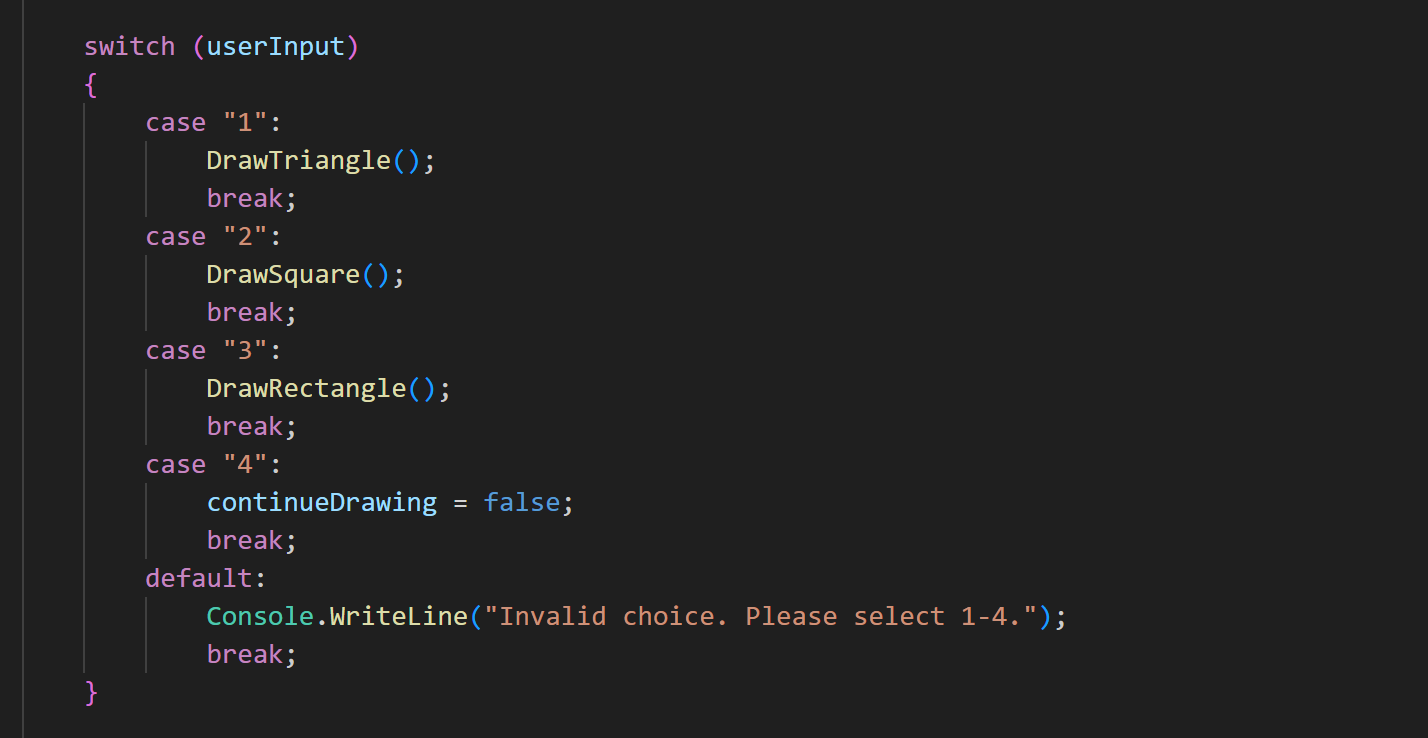 switch (userInput)
{
    case "1":
        DrawTriangle();
        break;
    case "2":
        DrawSquare();
        break;
    case "3":
        DrawRectangle();
        break;
    case "4":
        continueDrawing = false;
        break;
    default:
        Console.WriteLine("Invalid choice. Please select 1-4.");
        break;
}